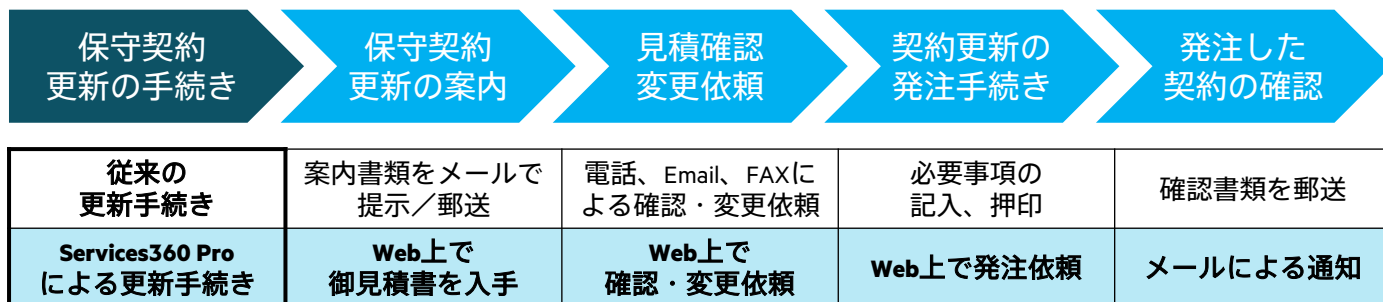 保守契約
更新の手続き
保守契約
更新の案内
見積確認
変更依頼
契約更新の
発注手続き
発注した
契約の確認
従来の
更新手続き
案内書類をメールで
提示／郵送
電話、Email、FAXに
よる確認・変更依頼
必要事項の
記入、押印
確認書類を郵送
Services360 Pro
による更新手続き
Web上で
御見積書を入手
Web上で
確認・変更依頼
Web上で発注依頼
メールによる通知